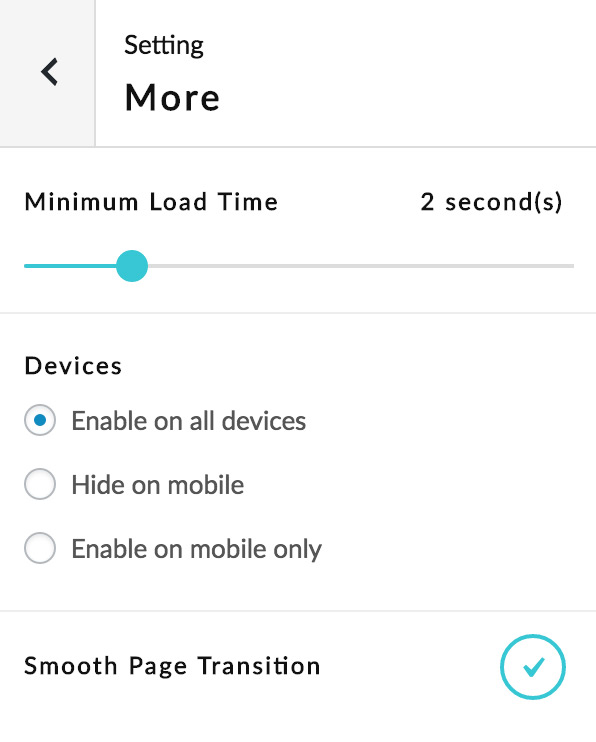 Setting
More
Minimum Load Time 2 second(s)
Devices
Enable on all devices
Hide on mobile
Enable on mobile only
Smooth Page Transition